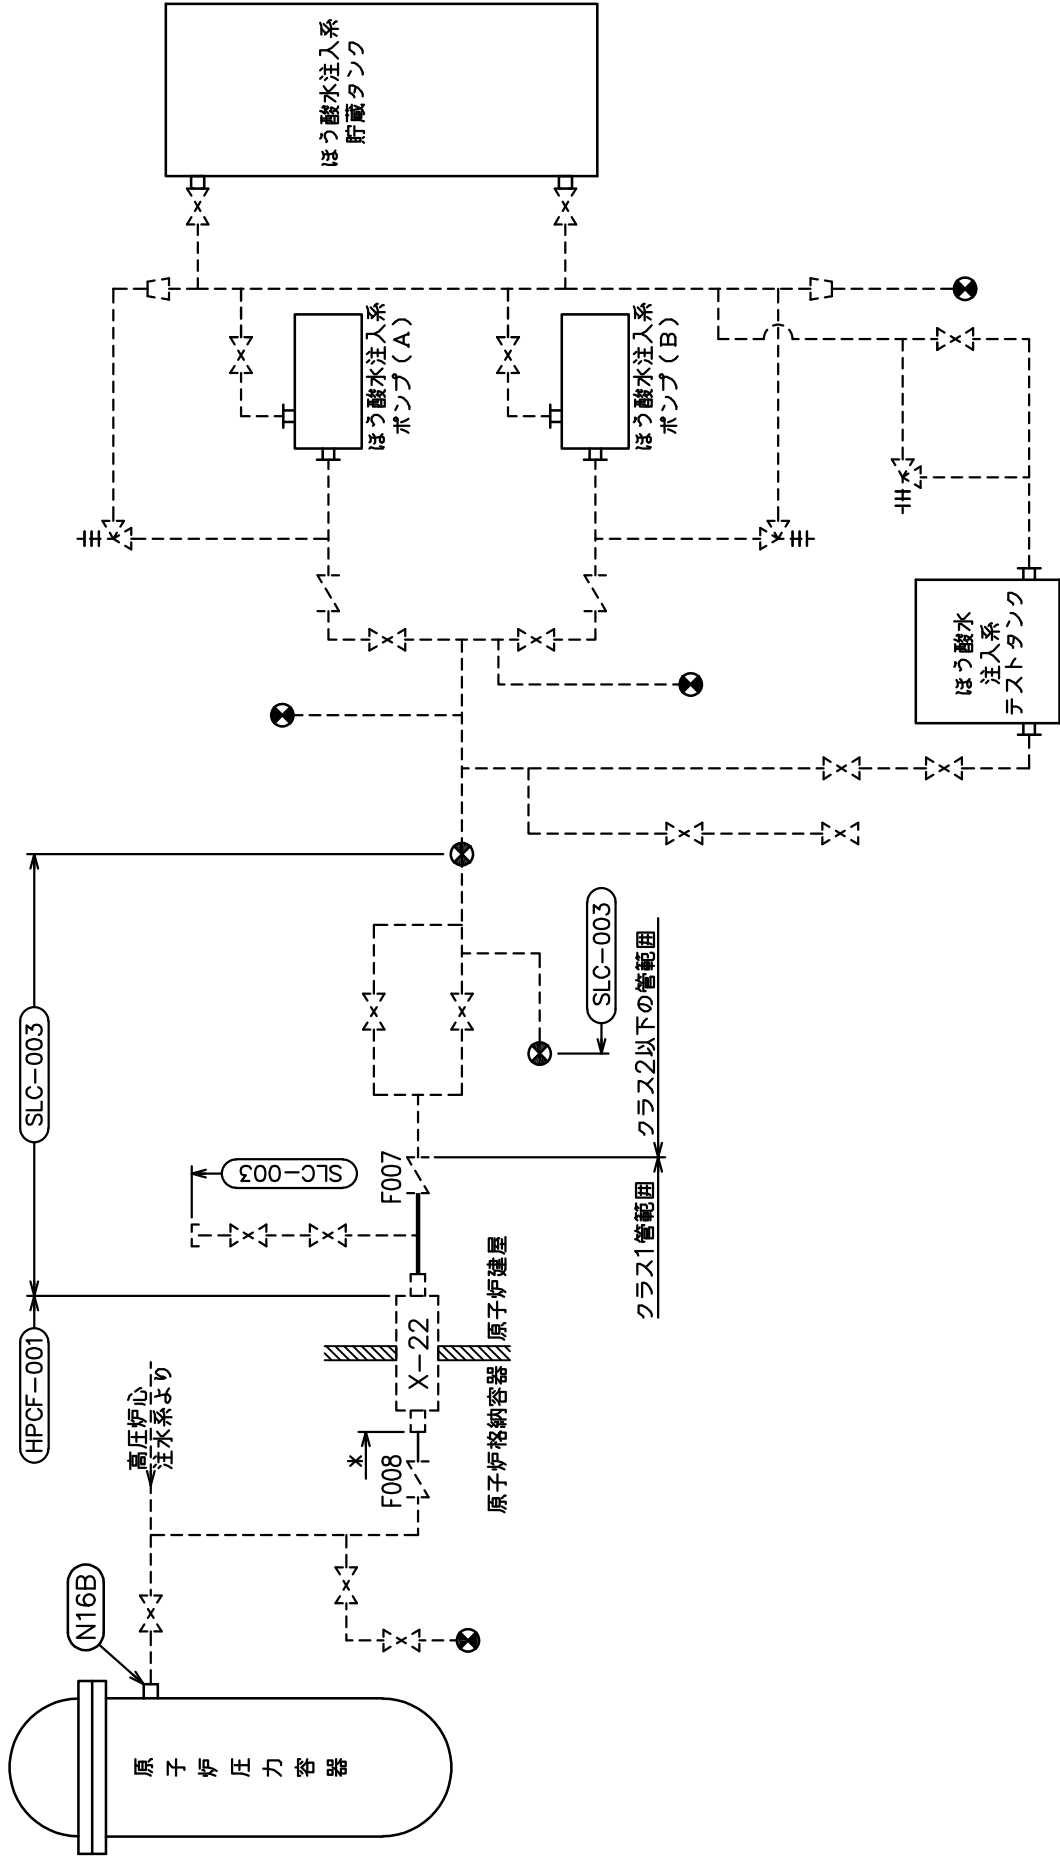 ほう酸水注入系
貯蔵タンク
ほう酸水注入系
ポンプ(A)
ほう酸水注入系
ポンプ(B)
ほう酸水
注入系
テストタンク
SLC-003
SLC-003
SLC-003
HPCF-001
F007
クラス2以下の管範囲
クラス1管範囲
原子炉建屋
原子炉格納容器
X-22
*
F008
高圧炉心
注水系より
N16B
原子炉圧力容器